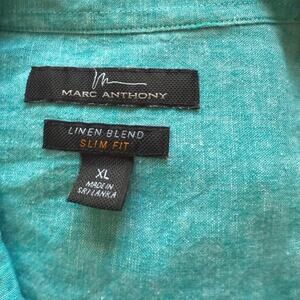 MARC ANTHONY
LINEN BLEND
SLIM FIT
XL
MADE IN
SRI LANKA